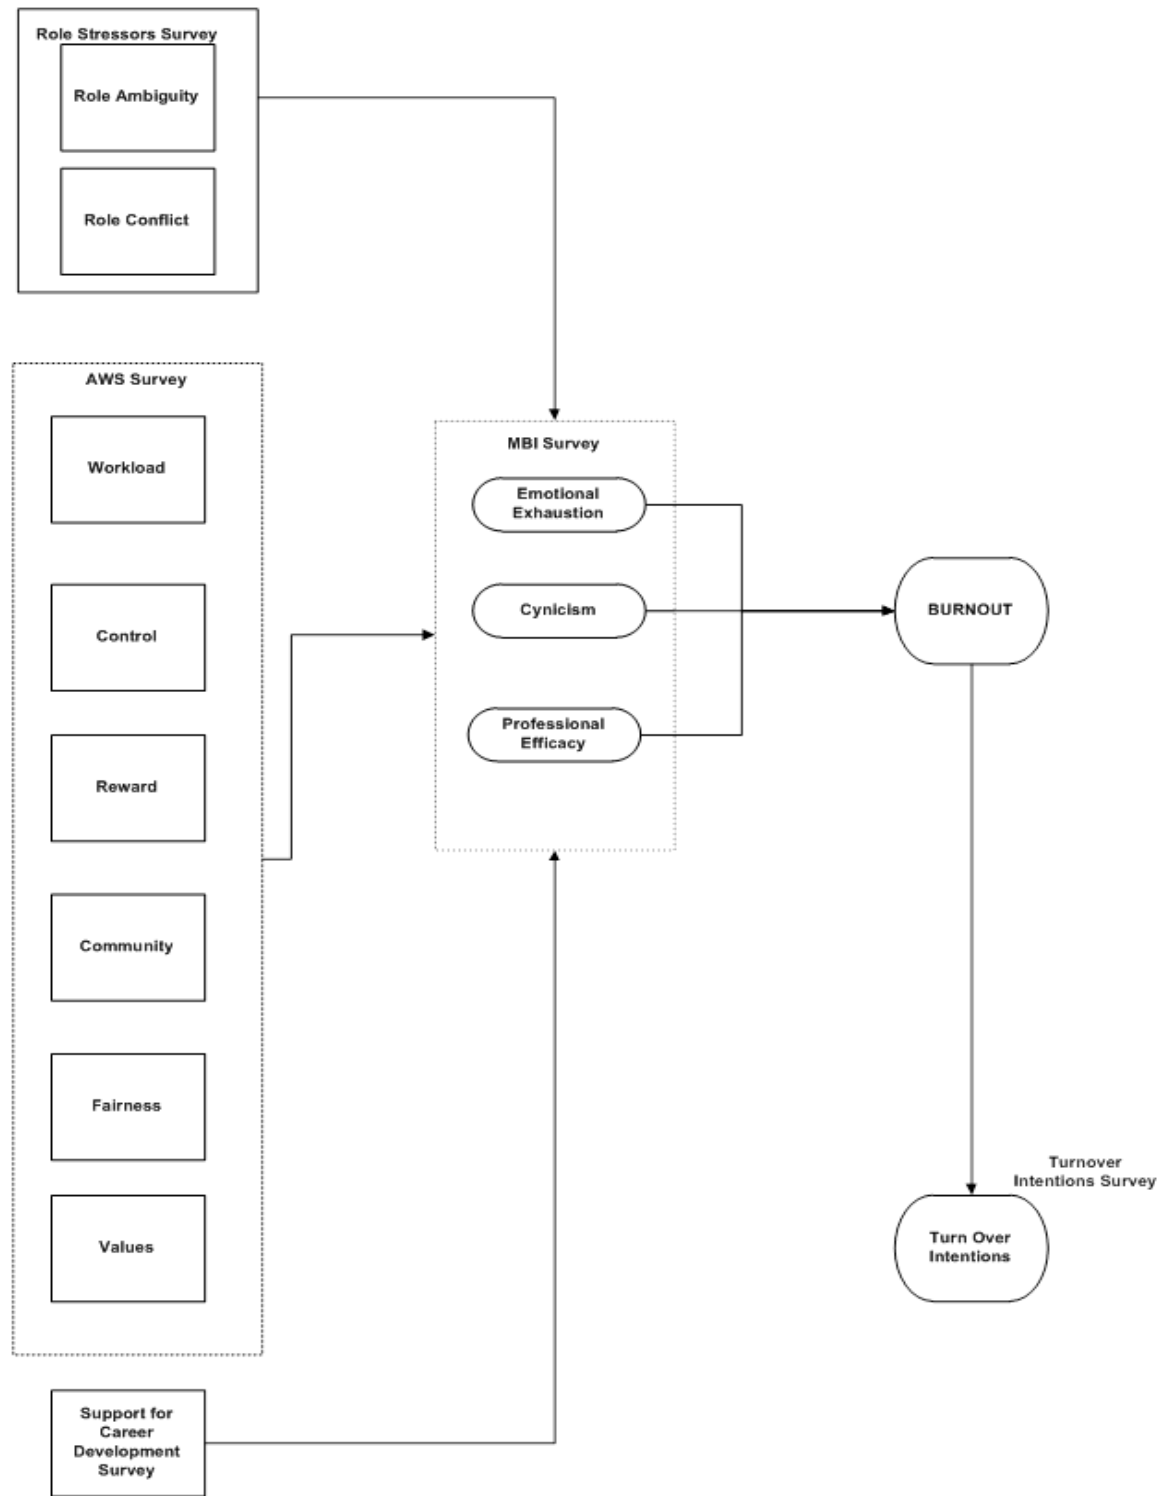 Role Stressors Survey
Role Ambiguity
Role Conflict
AWS Survey
Workload
Control
Reward
Community
Fairness
Values
Support for
Career
Development
Survey
MBI Survey
Emotional
Exhaustion
Cynicism
Professional
Efficacy
BURNOUT
Turnover
Intentions Survey
Turn Over
Intentions